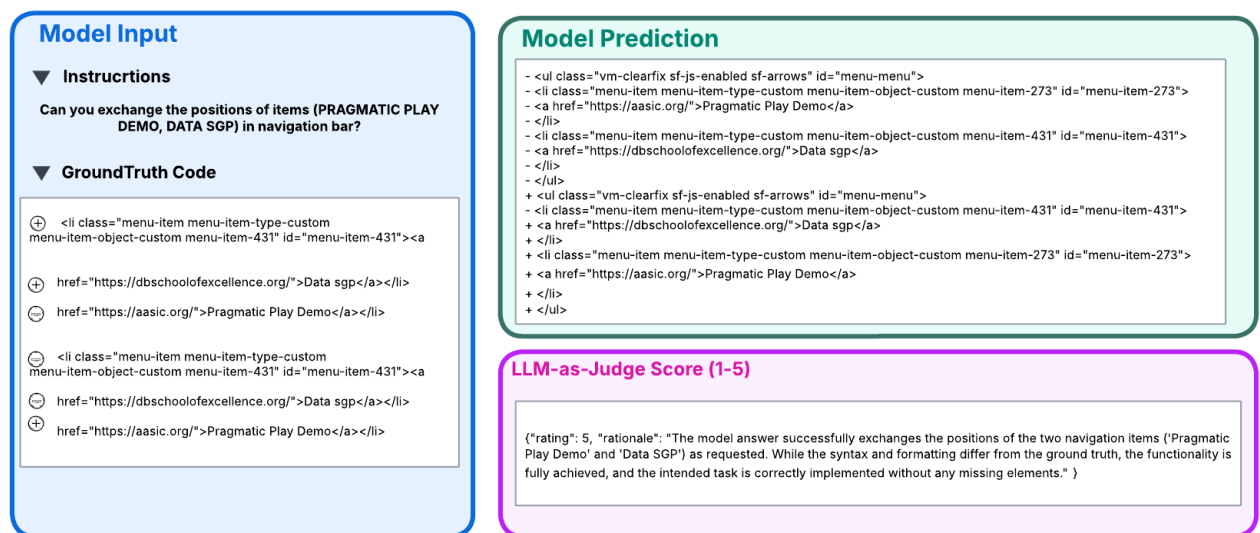 Model Input
▼ Instrucrtions
Can you exchange the positions of items (PRAGMATIC PLAY
DEMO, DATA SGP) in navigation bar?
▼ GroundTruth Code
⊕ <li class="menu-item menu-item-type-custom
menu-item-object-custom menu-item-431" id="menu-item-431"><a
⊕ href="https://dbschoolofexcellence.org/">Data sgp</a></li>
⊖ href="https://aasic.org/">Pragmatic Play Demo</a></li>
⊖ <li class="menu-item menu-item-type-custom
menu-item-object-custom menu-item-431" id="menu-item-431"><a
⊖ href="https://dbschoolofexcellence.org/">Data sgp</a></li>
⊕ href="https://aasic.org/">Pragmatic Play Demo</a></li>
Model Prediction
- <ul class="vm-clearfix sf-js-enabled sf-arrows" id="menu-menu">
- <li class="menu-item menu-item-type-custom menu-item-object-custom menu-item-273" id="menu-item-273">
- <a href="https://aasic.org/">Pragmatic Play Demo</a>
- </li>
- <li class="menu-item menu-item-type-custom menu-item-object-custom menu-item-431" id="menu-item-431">
- <a href="https://dbschoolofexcellence.org/">Data sgp</a>
- </li>
- </ul>
+ <ul class="vm-clearfix sf-js-enabled sf-arrows" id="menu-menu">
- <li class="menu-item menu-item-type-custom menu-item-object-custom menu-item-431" id="menu-item-431">
+ <a href="https://dbschoolofexcellence.org/">Data sgp</a>
+ </li>
+ <li class="menu-item menu-item-type-custom menu-item-object-custom menu-item-273" id="menu-item-273">
+ <a href="https://aasic.org/">Pragmatic Play Demo</a>
+ </li>
+ </ul>
LLM-as-Judge Score (1-5)
{"rating": 5, "rationale": "The model answer successfully exchanges the positions of the two navigation items ('Pragmatic
Play Demo' and 'Data SGP') as requested. While the syntax and formatting differ from the ground truth, the functionality is
fully achieved, and the intended task is correctly implemented without any missing elements." }